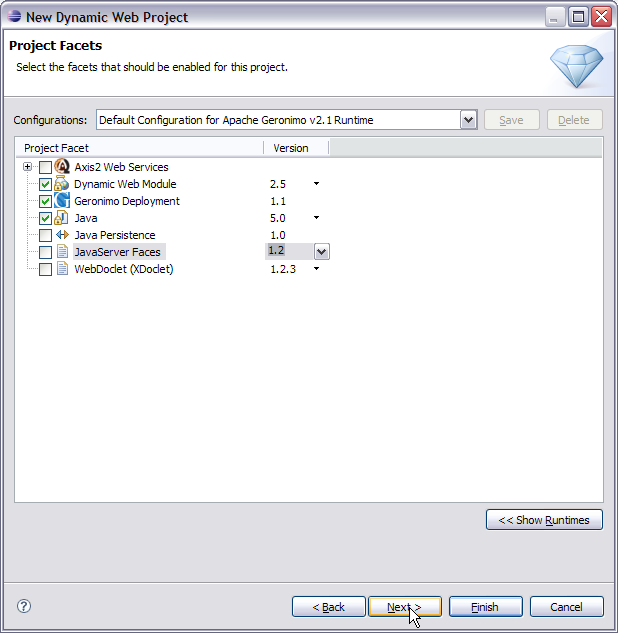 New Dynamic Web Project
Project Facets
Select the facets that should be enabled for this project.
Configurations: Default Configuration for Apache Geronimo v2.1 Runtime Save Delete
Project Facet Version
Axis2 Web Services
Dynamic Web Module 2.5
Geronimo Deployment 1.1
Java 5.0
Java Persistence 1.0
JavaServer Faces 1.2
WebDoclet (XDoclet) 1.2.3
<< Show Runtimes
? < Back Next > Finish Cancel